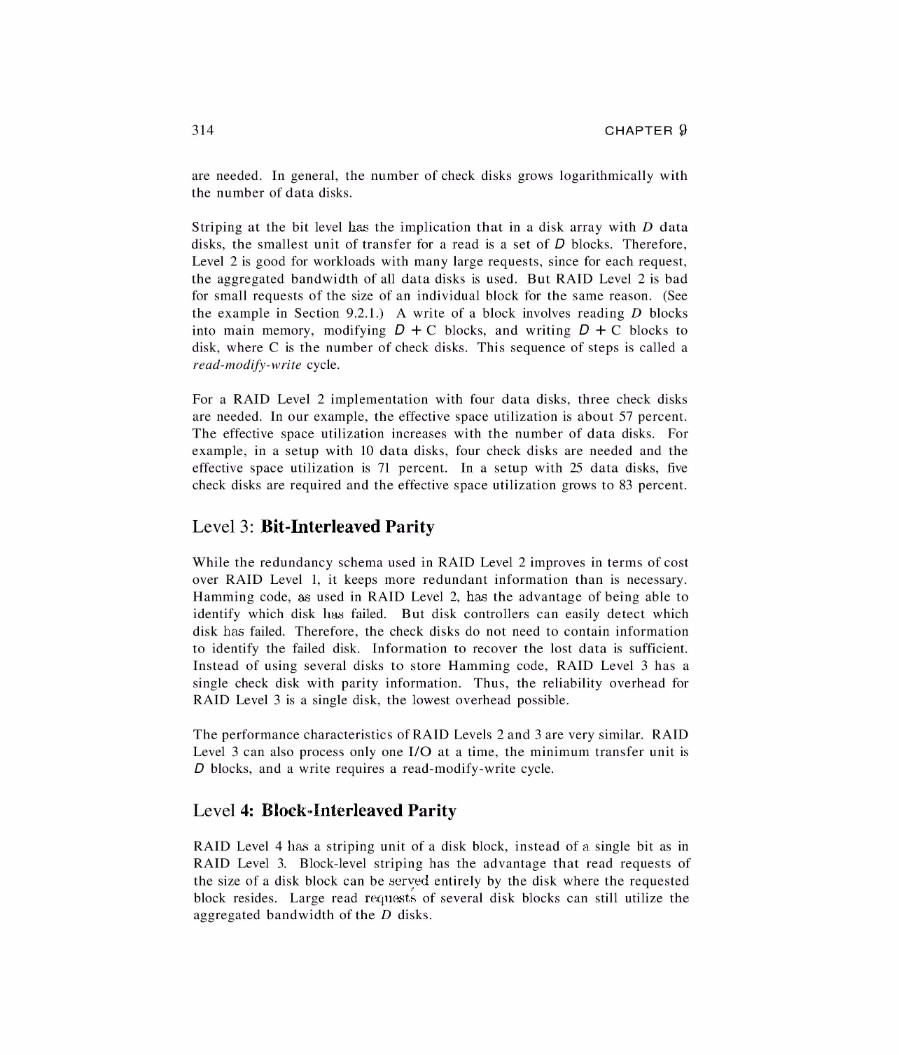 314 CHAPTER 9
are needed. In general, the number of check disks grows logarithmically with
the number of data disks.
Striping at the bit level has the implication that in a disk array with D data
disks, the smallest unit of transfer for a read is a set of D blocks. Therefore,
Level 2 is good for workloads with many large requests, since for each request,
the aggregated bandwidth of all data disks is used. But RAID Level 2 is bad
for small requests of the size of an individual block for the same reason. (See
the example in Section 9.2.1.) A write of a block involves reading D blocks
into main memory, modifying D + C blocks, and writing D + C blocks to
disk, where C is the number of check disks. This sequence of steps is called a
read-modify-write cycle.
For a RAID Level 2 implementation with four data disks, three check disks
are needed. In our example, the effective space utilization is about 57 percent.
The effective space utilization increases with the number of data disks. For
example, in a setup with 10 data disks, four check disks are needed and the
effective space utilization is 71 percent. In a setup with 25 data disks, five
check disks are required and the effective space utilization grows to 83 percent.
Level 3: Bit-Interleaved Parity
While the redundancy schema used in RAID Level 2 improves in terms of cost
over RAID Level 1, it keeps more redundant information than is necessary.
Hamming code, as used in RAID Level 2, has the advantage of being able to
identify which disk has failed. But disk controllers can easily detect which
disk has failed. Therefore, the check disks do not need to contain information
to identify the failed disk. Information to recover the lost data is sufficient.
Instead of using several disks to store Hamming code, RAID Level 3 has a
single check disk with parity information. Thus, the reliability overhead for
RAID Level 3 is a single disk, the lowest overhead possible.
The performance characteristics of RAID Levels 2 and 3 are very similar. RAID
Level 3 can also process only one I/O at a time, the minimum transfer unit is
D blocks, and a write requires a read-modify-write cycle.
Level 4: Block-Interleaved Parity
RAID Level 4 has a striping unit of a disk block, instead of a single bit as in
RAID Level 3. Block-level striping has the advantage that read requests of
the size of a disk block can be served entirely by the disk where the requested
block resides. Large read requests of several disk blocks can still utilize the
aggregated bandwidth of the D disks.